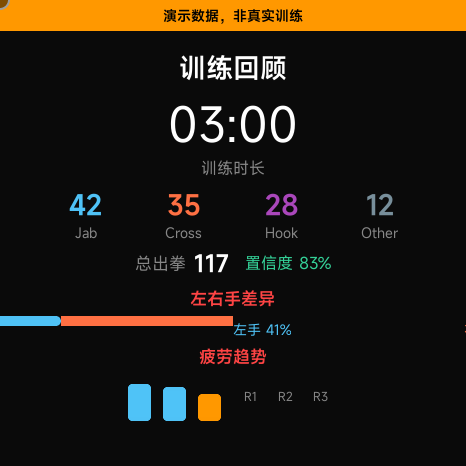 演示数据，非真实训练
训练回顾
03:00
训练时长
42 35 28 12
Jab Cross Hook Other
总出拳 117 置信度 83%
左右手差异
左手 41%
疲劳趋势
R1 R2 R3